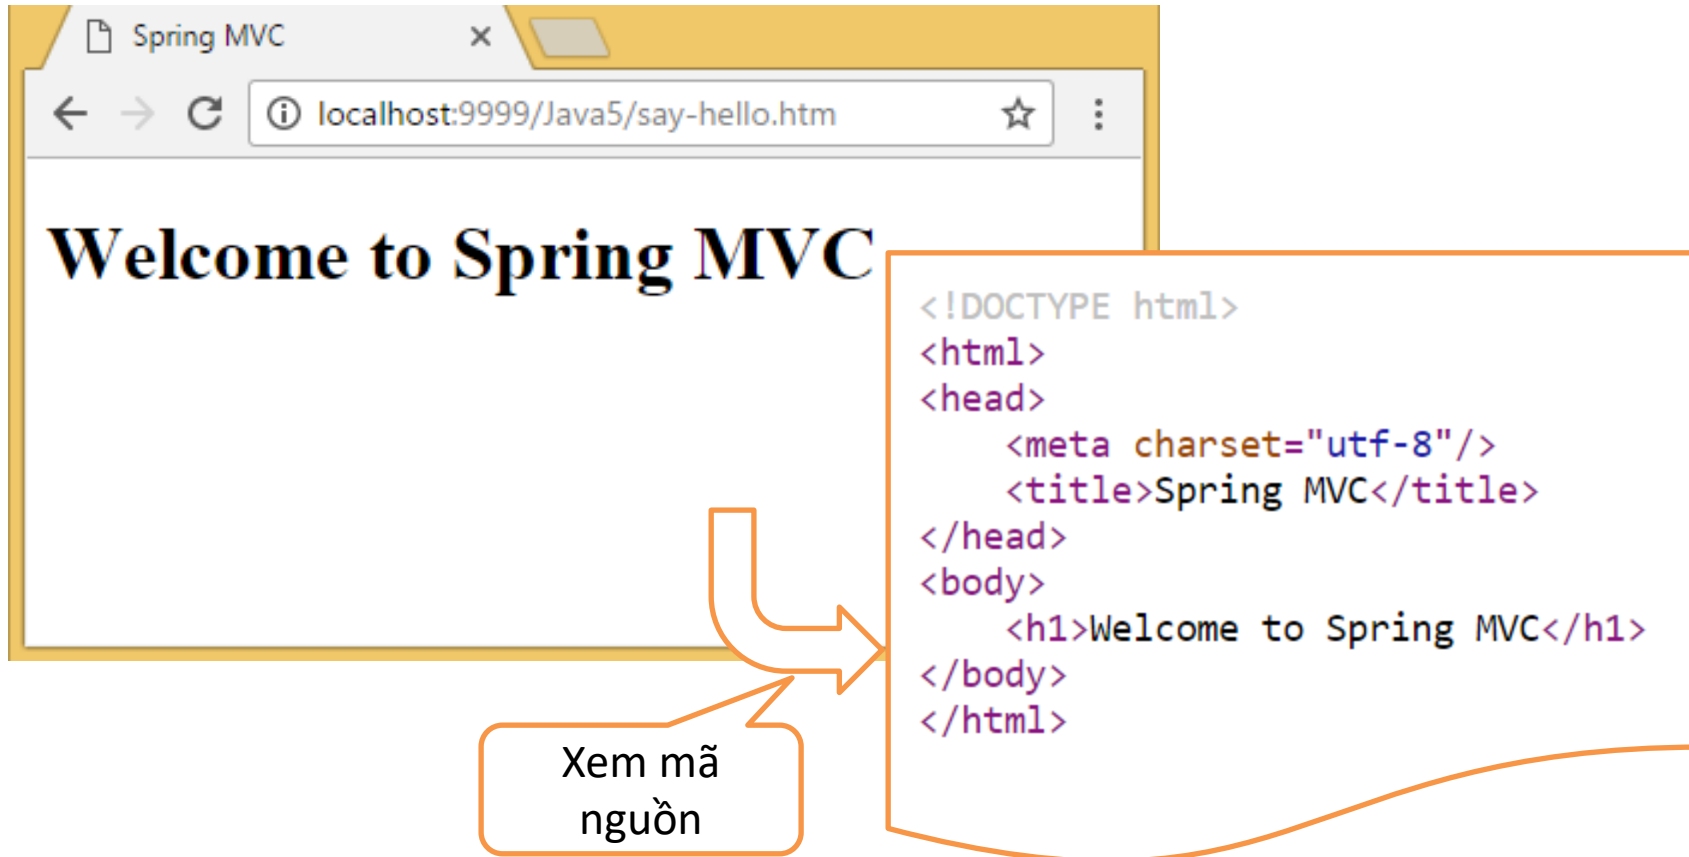 Spring MVC
localhost:9999/Java5/say-hello.htm
Welcome to Spring MVC
<!DOCTYPE html>
<html>
<head>
    <meta charset="utf-8"/>
    <title>Spring MVC</title>
</head>
<body>
    <h1>Welcome to Spring MVC</h1>
</body>
</html>
Xem mã
nguồn